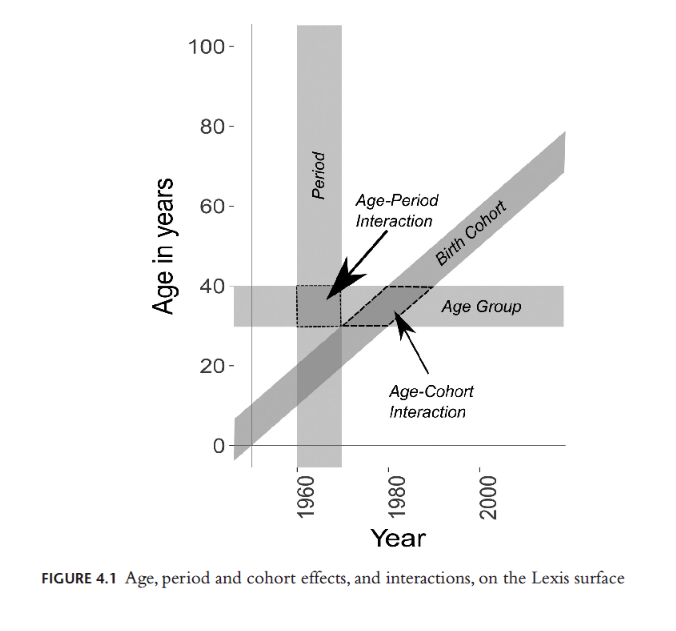 100
80
60
40
20
0
Age in years
Period
Age-Period
Interaction
Birth Cohort
Age Group
Age-Cohort
Interaction
1960
1980
2000
Year
FIGURE 4.1 Age, period and cohort effects, and interactions, on the Lexis surface